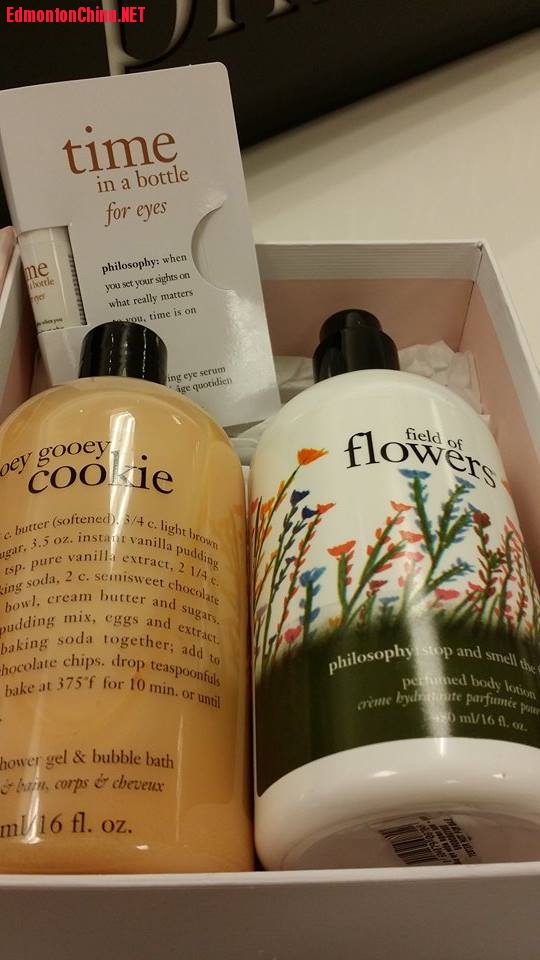 EdmontonChina.NET
time
in a bottle
for eyes
philosophy: when
you set your sights on
what really matters
to you, time is on
ing eye serum
âge quotidien
me
a bottle
eyes
oey gooey
cookie
c. butter (softened), 3/4 c. light brown
ugar, 3.5 oz. instant vanilla pudding
tsp. pure vanilla extract, 2 1/4 c.
king soda, 2 c. semisweet chocolate
bowl, cream butter and sugars.
pudding mix, eggs and extract.
baking soda together; add to
hocolate chips. drop teaspoonfuls
bake at 375°f for 10 min. or until
hower gel & bubble bath
& bain, corps & cheveux
ml/16 fl. oz.
field of
flowers
philosophy: stop and smell the
perfumed body lotion
crème hydratante parfumée pour
480 ml/16 fl. oz.